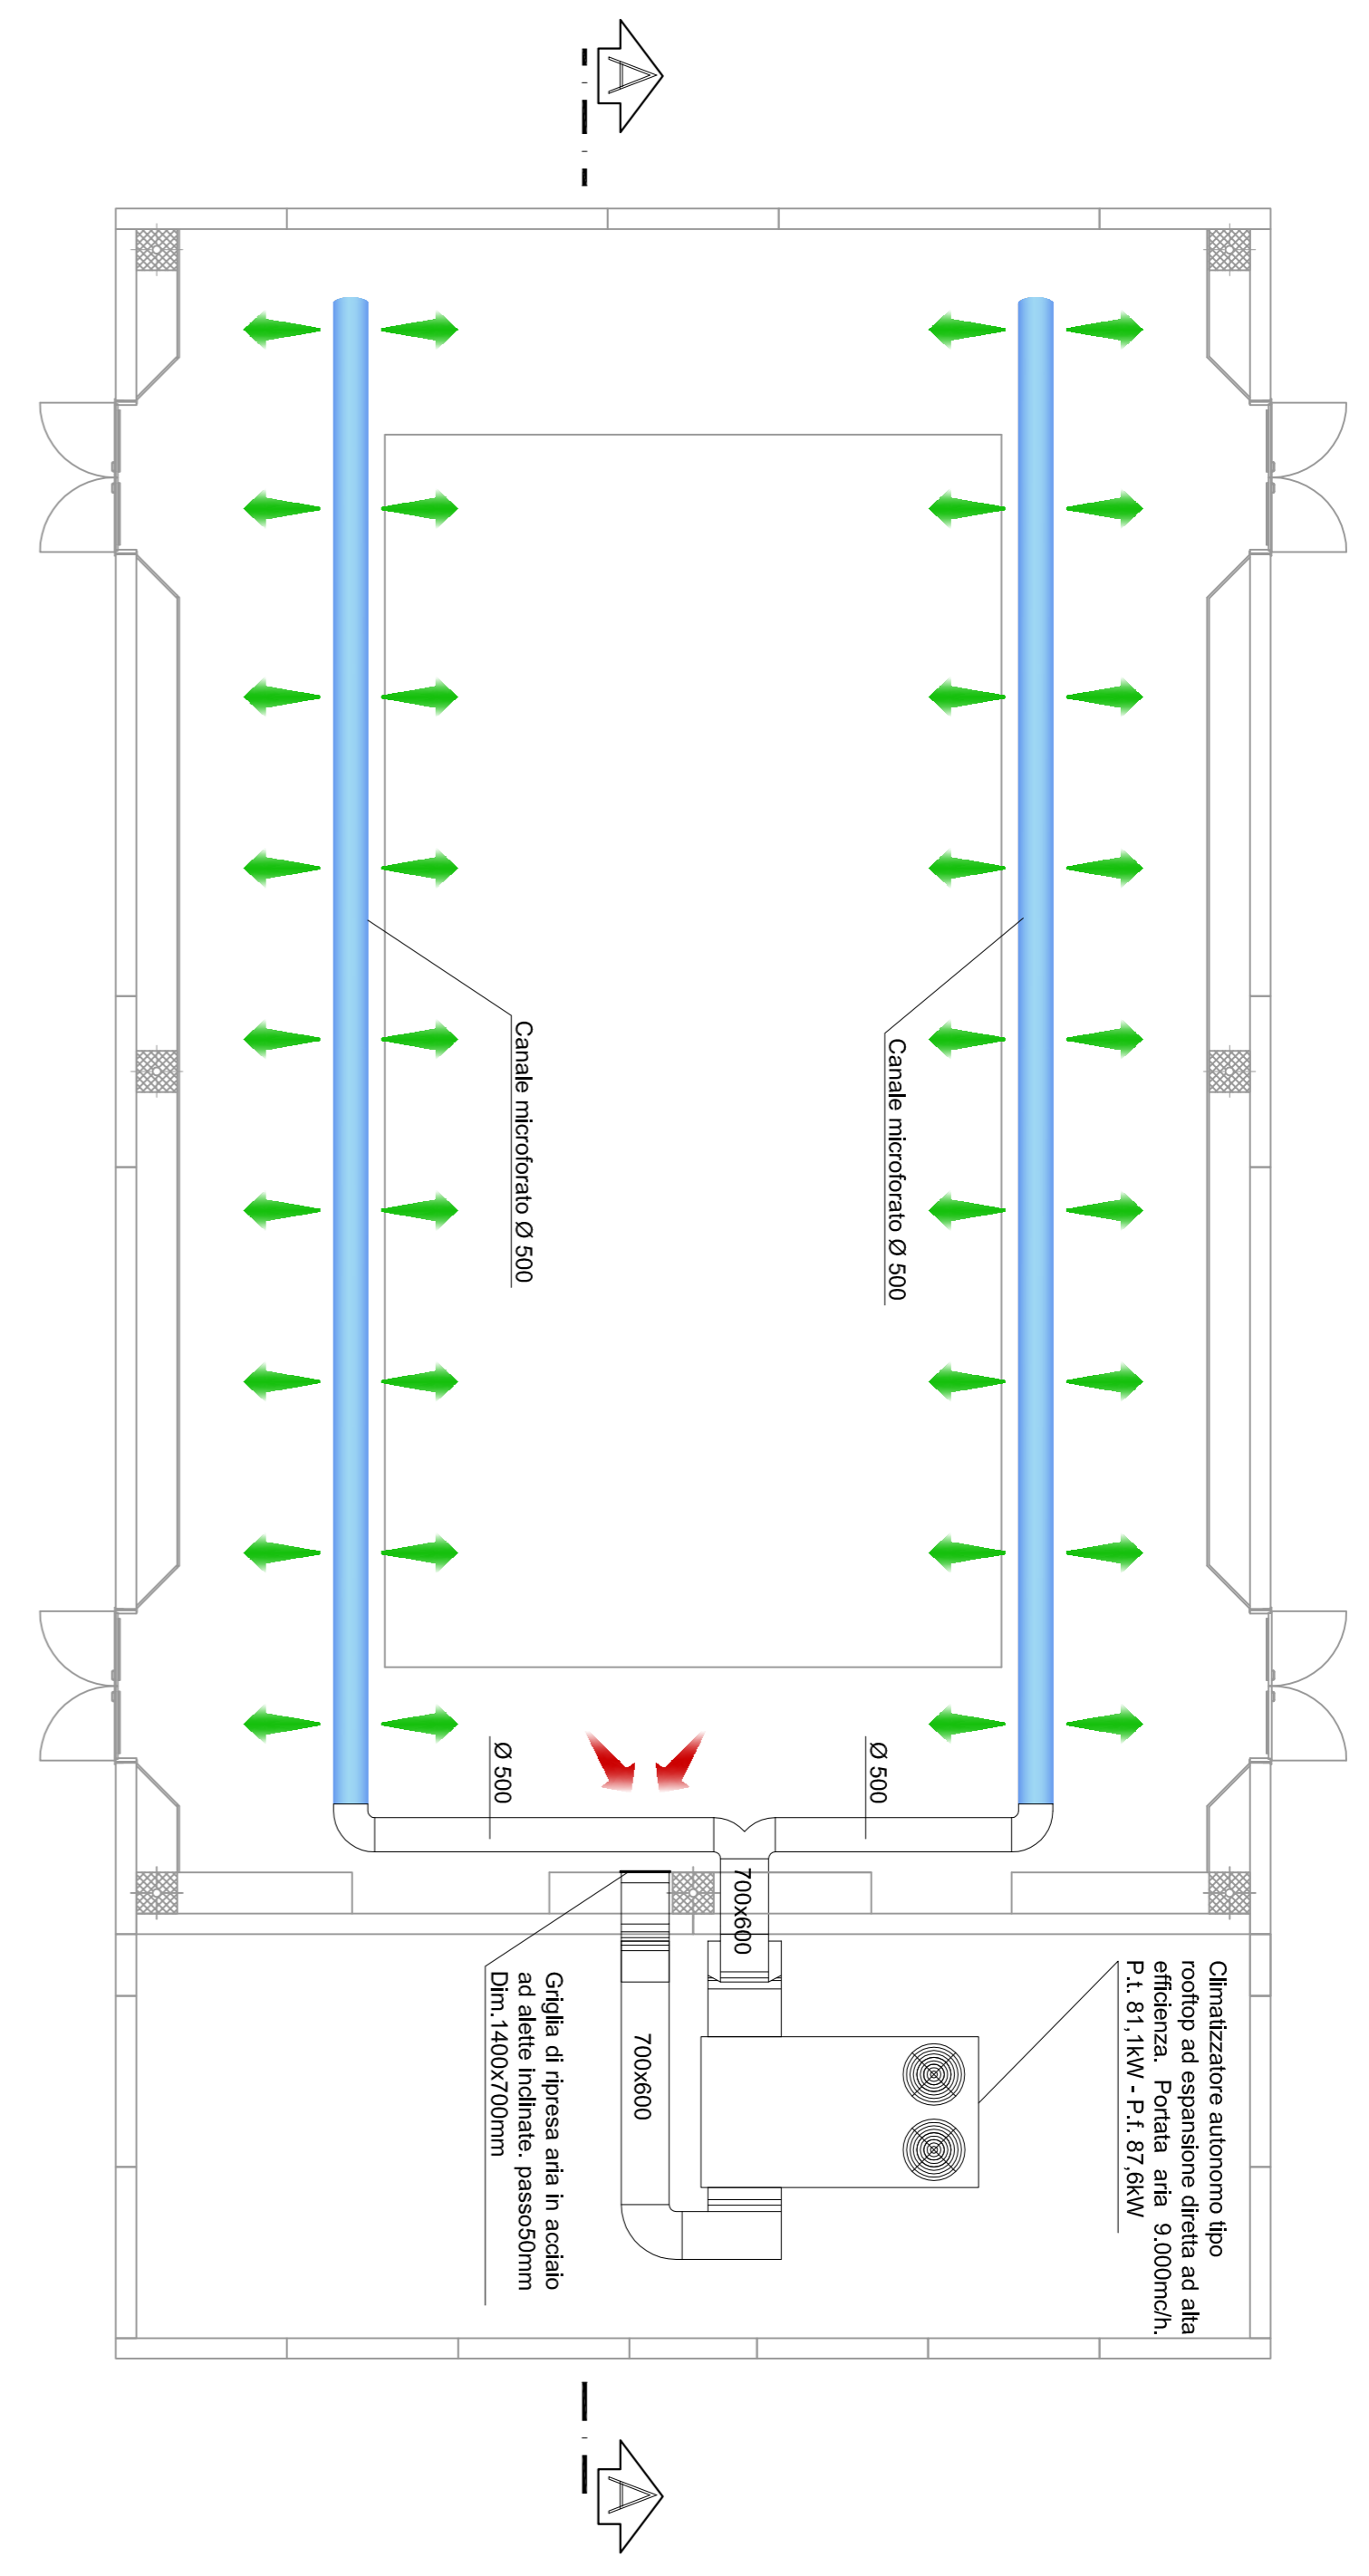 A
Canale microforato Ø 500
Canale microforato Ø 500
Ø 500
Ø 500
700x600
700x600
Climatizzatore autonomo tipo
rooftop ad espansione diretta ad alta
efficienza. Portata aria 9.000mc/h.
P.t. 81,1kW - P.f. 87,6kW
Griglia di ripresa aria in acciaio
ad alette inclinate. passo50mm
Dim.1400x700mm
A